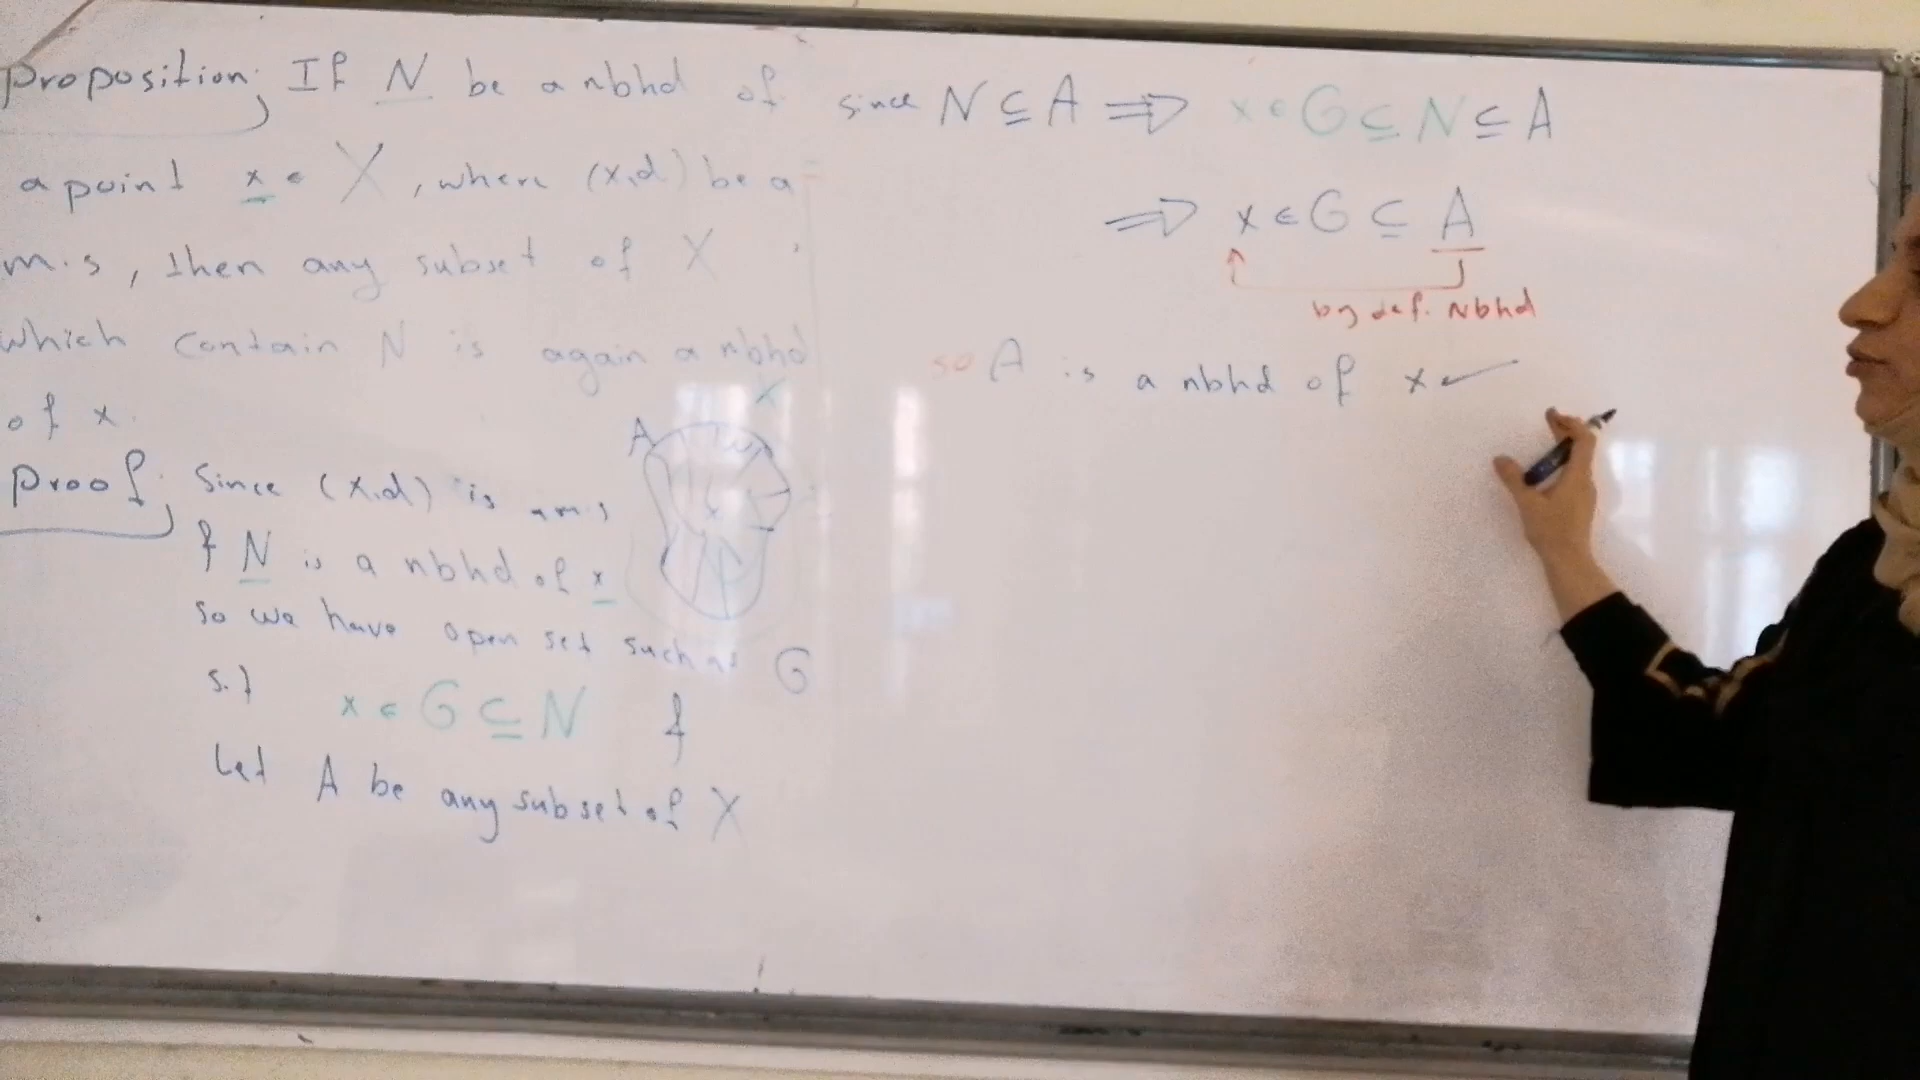 Proposition: If N be a nbhd of
a point x ∈ X, where (X,d) be a
m.s, then any subset of X
which contain N is again a nbhd
of x.
Proof: Since (X,d) is a m.s
& N is a nbhd of x
so we have open set such as G
s.t
x ∈ G ⊆ N &
Let A be any subset of X
X
A
since N ⊆ A ⇒ x ∈ G ⊆ N ⊆ A
⇒ x ∈ G ⊆ A
by def. Nbhd
so A is a nbhd of x